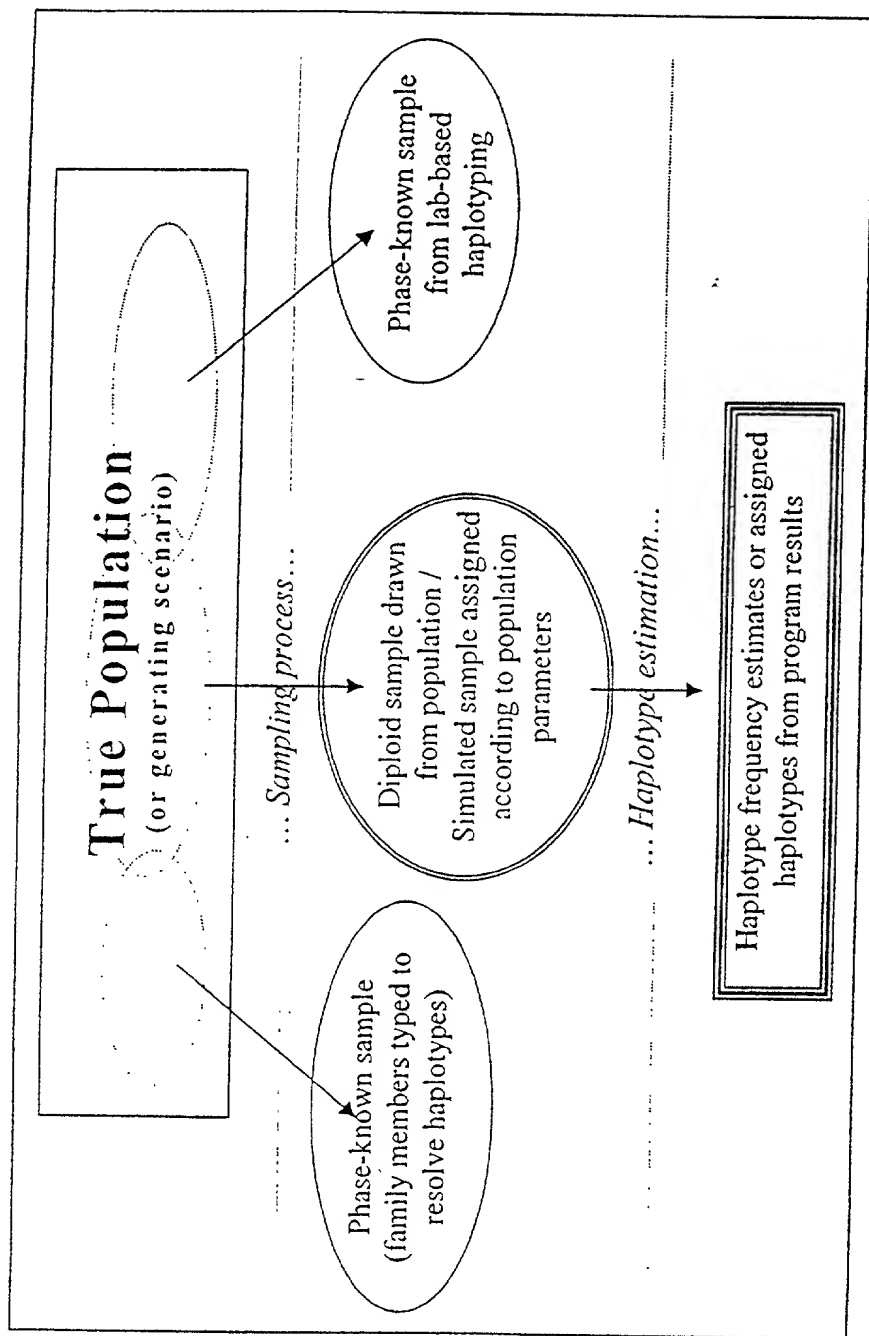 True Population
(or generating scenario)
... Sampling process...
Phase-known sample
(family members typed to
resolve haplotypes)
Diploid sample drawn
from population /
Simulated sample assigned
according to population
parameters
Phase-known sample
from lab-based
haplotyping
... Haplotype estimation...
Haplotype frequency estimates or assigned
haplotypes from program results